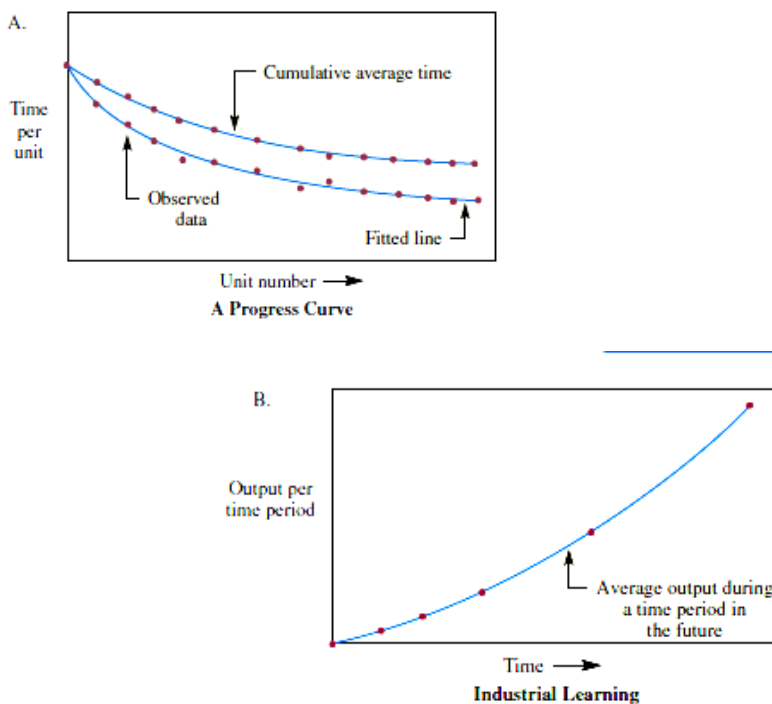 A.
Cumulative average time
Time
per
unit
Observed
data
Fitted line
Unit number
A Progress Curve
B.
Output per
time period
Average output during
a time period in
the future
Time
Industrial Learning